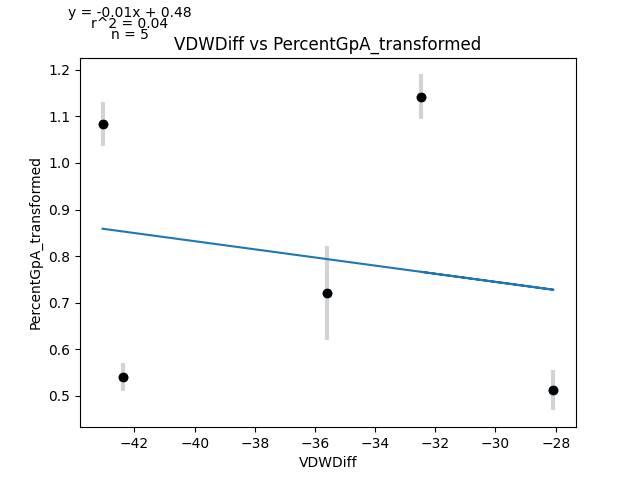 y = -0.01x + 0.48
r^2 = 0.04
n = 5
VDWDiff vs PercentGpA_transformed
1.2
1.1
1.0
0.9
0.8
0.7
0.6
0.5
PercentGpA_transformed
−42
−40
−38
−36
−34
−32
−30
−28
VDWDiff